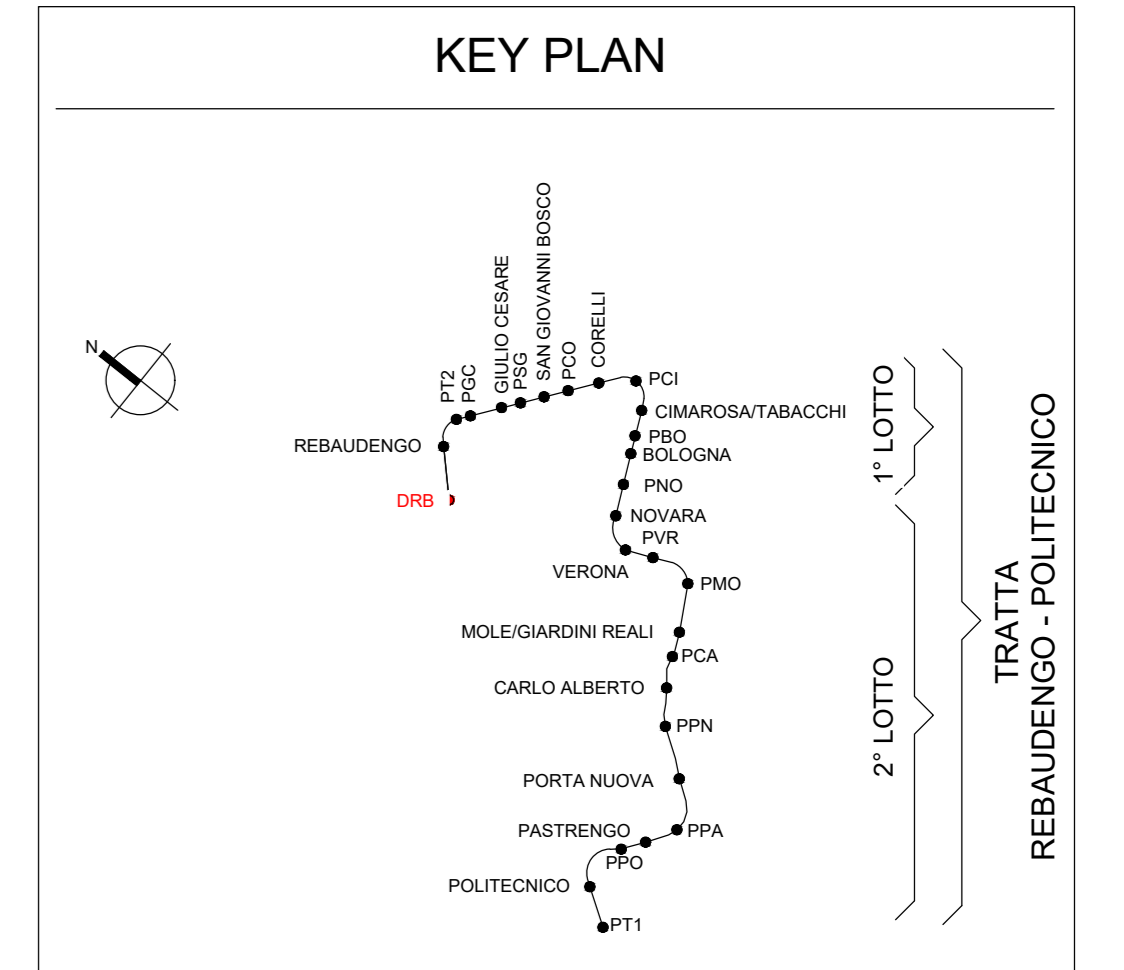 KEY PLAN
N
REBAUDENGO
DRB
PT2
PGC
GIULIO CESARE
PSG
SAN GIOVANNI BOSCO
PCO
CORELLI
PCI
CIMAROSA/TABACCHI
PBO
BOLOGNA
PNO
NOVARA
PVR
VERONA
PMO
MOLE/GIARDINI REALI
PCA
CARLO ALBERTO
PPN
PORTA NUOVA
PASTRENGO
PPA
PPO
POLITECNICO
PT1
1° LOTTO
2° LOTTO
TRATTA
REBAUDENGO - POLITECNICO